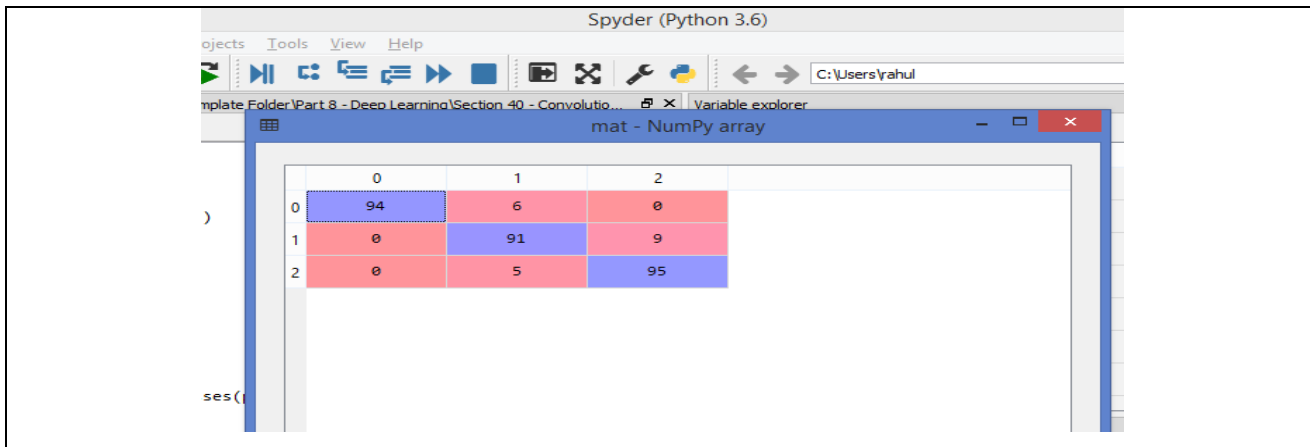 Spyder (Python 3.6)
ojects Tools View Help
C:\Users\rahul
mplate Folder\Part 8 - Deep Learning\Section 40 - Convolutio... Variable explorer
mat - NumPy array
0 1 2
0 94 6 0
)
1 0 91 9
2 0 5 95
ses(